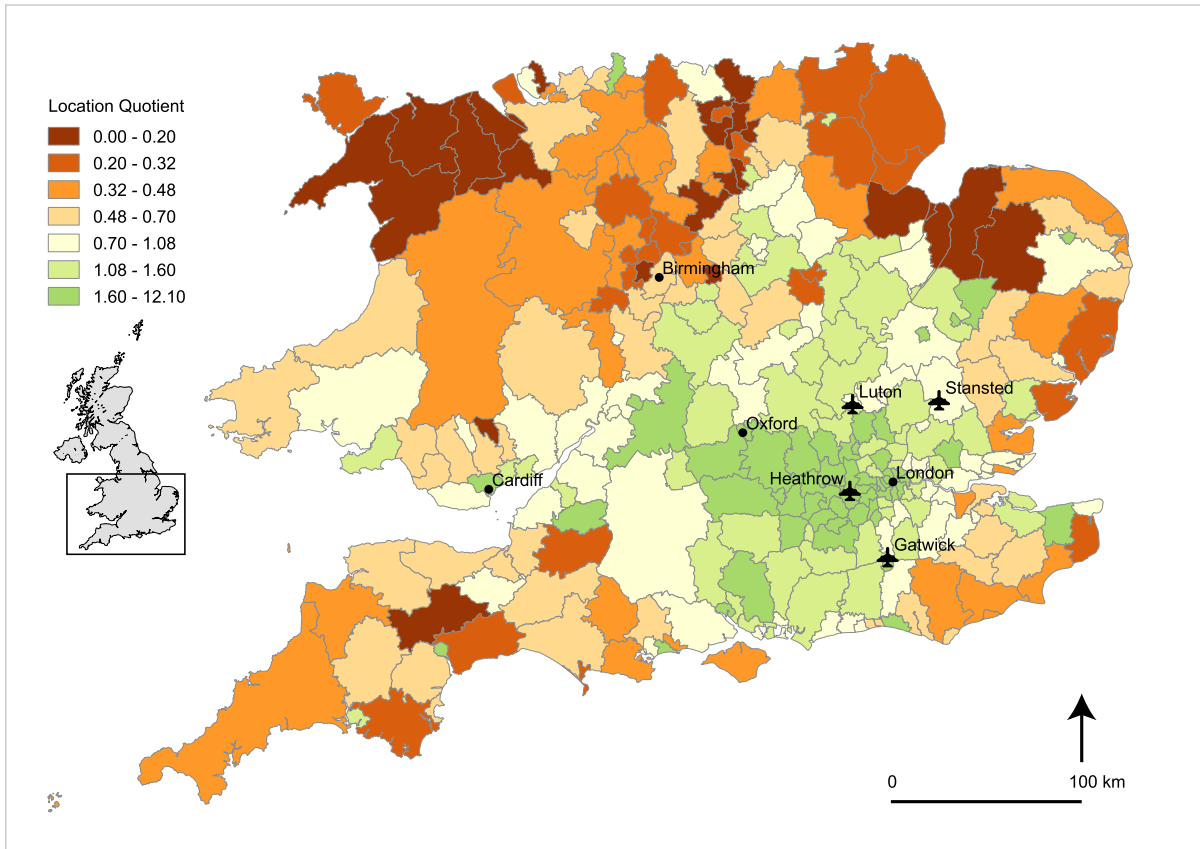 Location Quotient
0.00 - 0.20
0.20 - 0.32
0.32 - 0.48
0.48 - 0.70
0.70 - 1.08
1.08 - 1.60
1.60 - 12.10
Birmingham
Luton
Stansted
Oxford
Heathrow
London
Cardiff
Gatwick
0 100 km